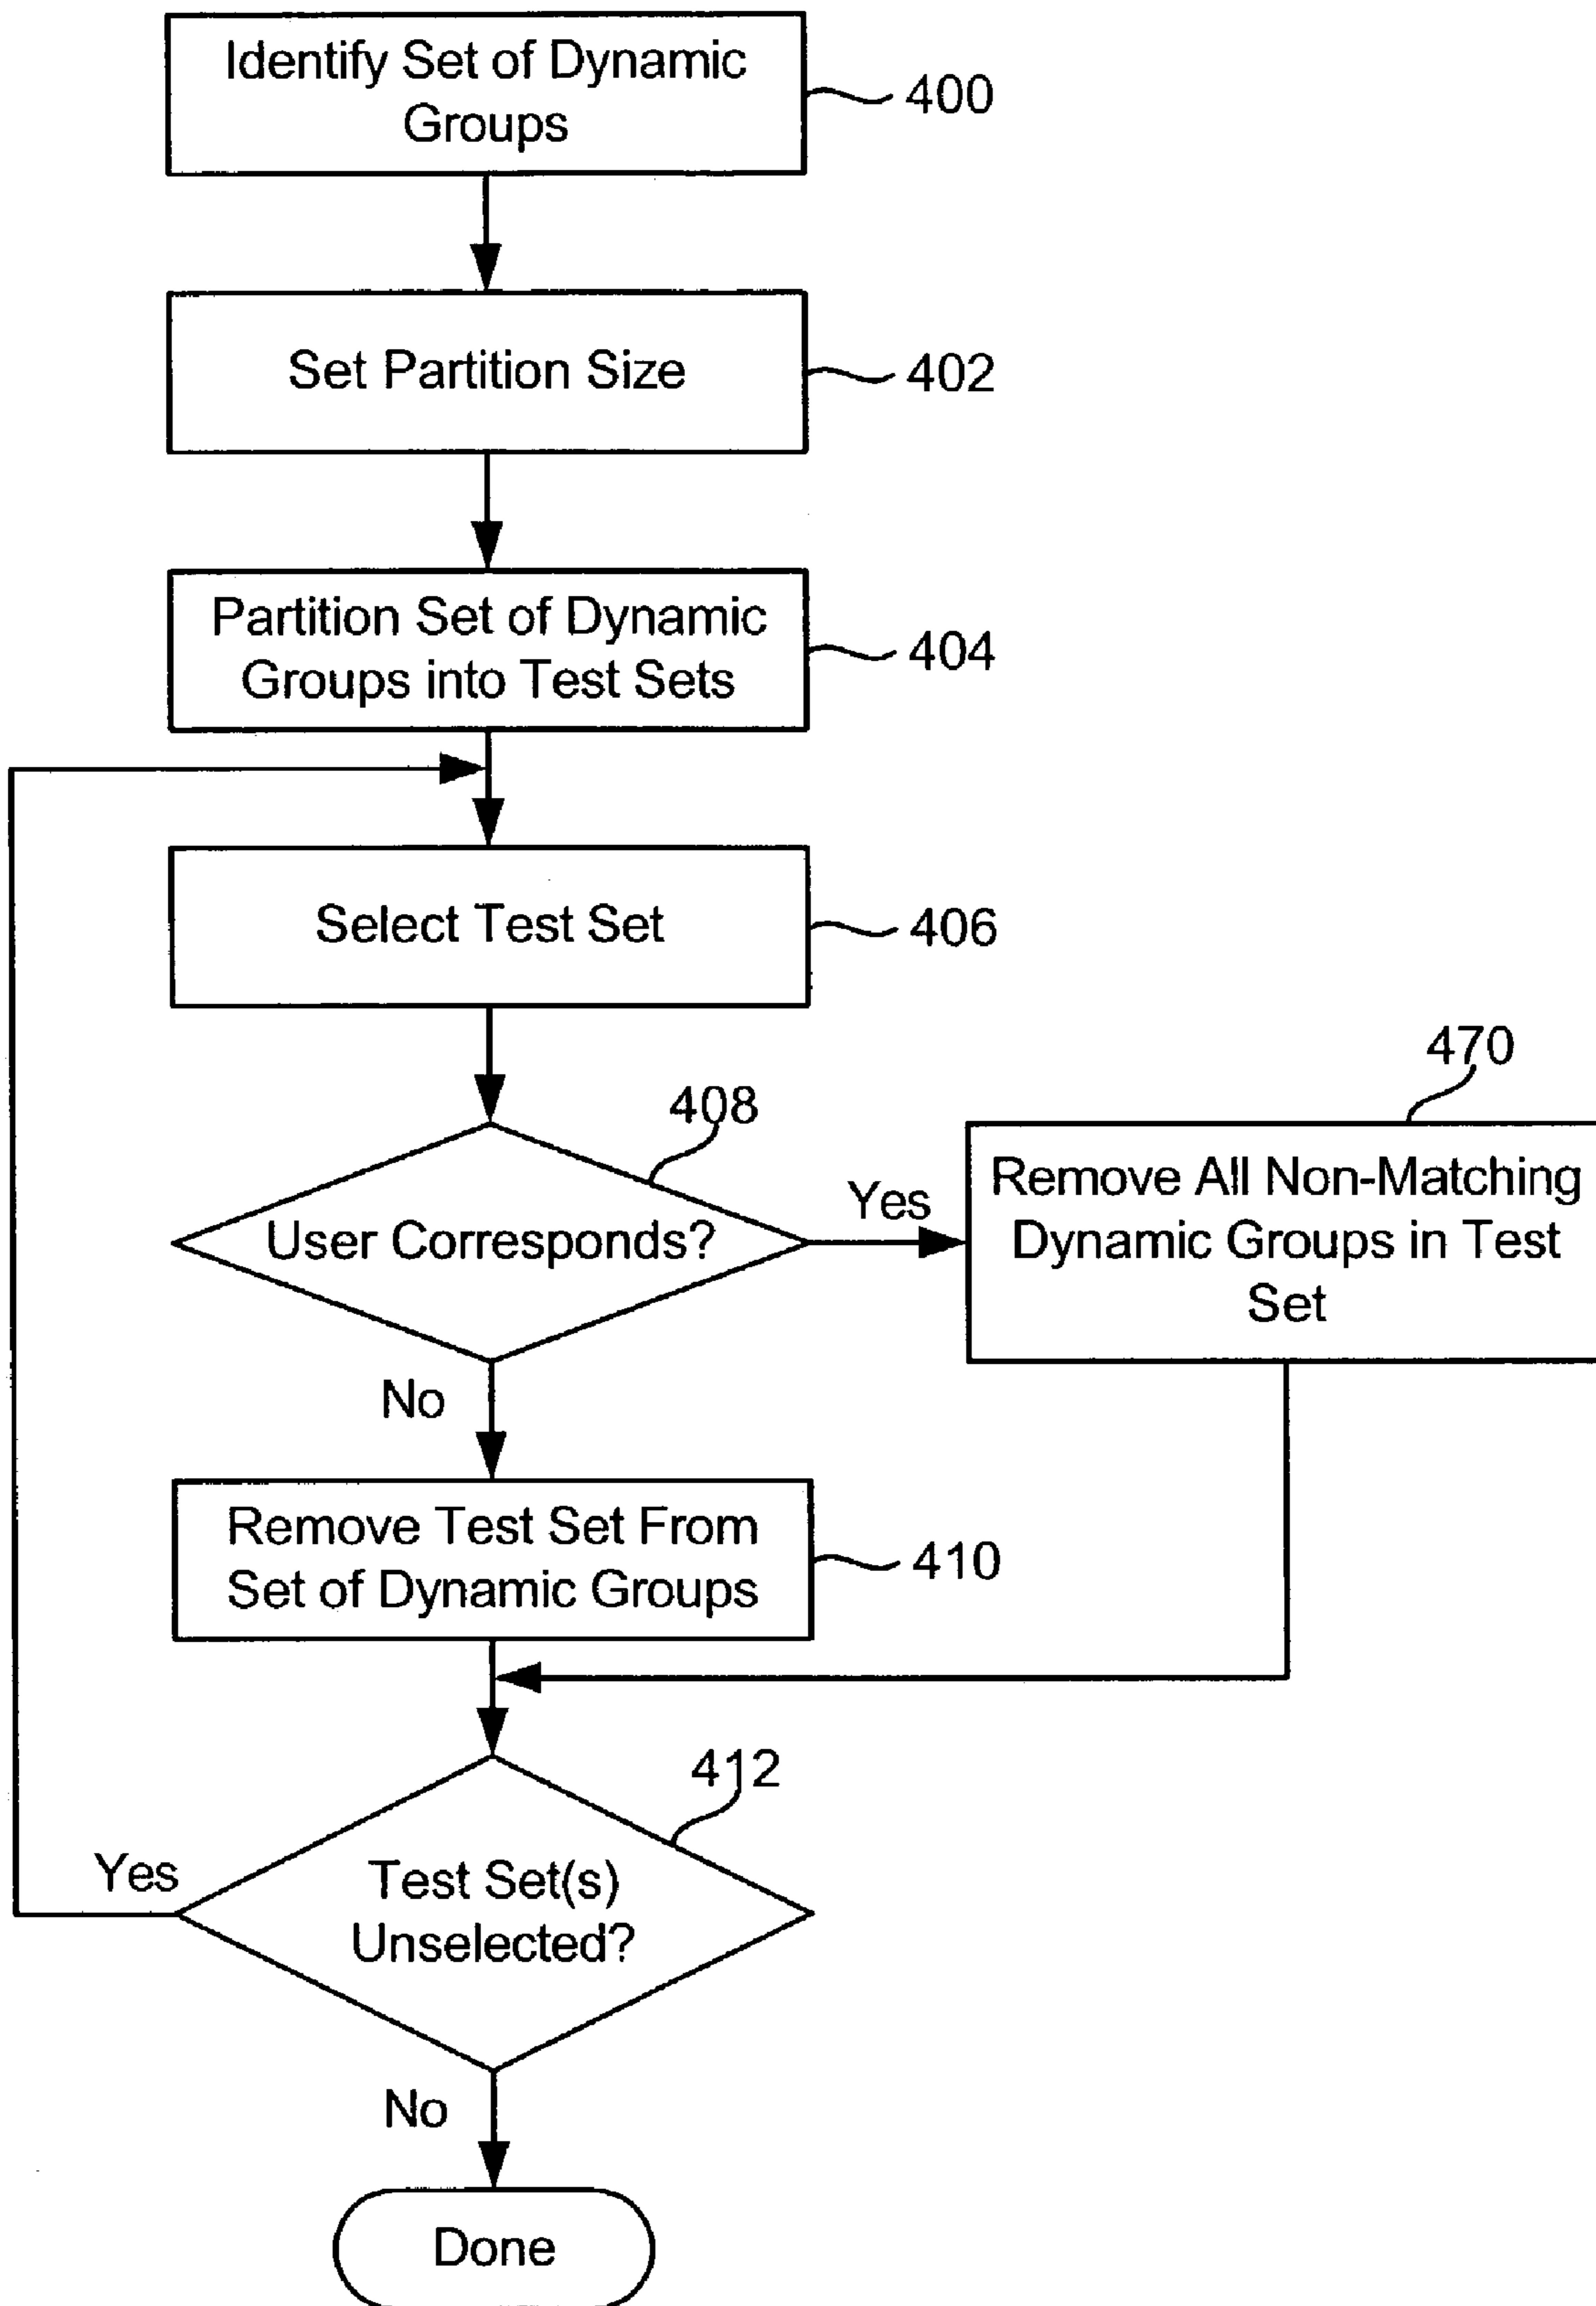 Identify Set of Dynamic
Groups
400
Set Partition Size
402
Partition Set of Dynamic
Groups into Test Sets
404
Select Test Set
406
408
User Corresponds?
Yes
470
Remove All Non-Matching
Dynamic Groups in Test
Set
No
Remove Test Set From
Set of Dynamic Groups
410
412
Test Set(s)
Unselected?
Yes
No
Done